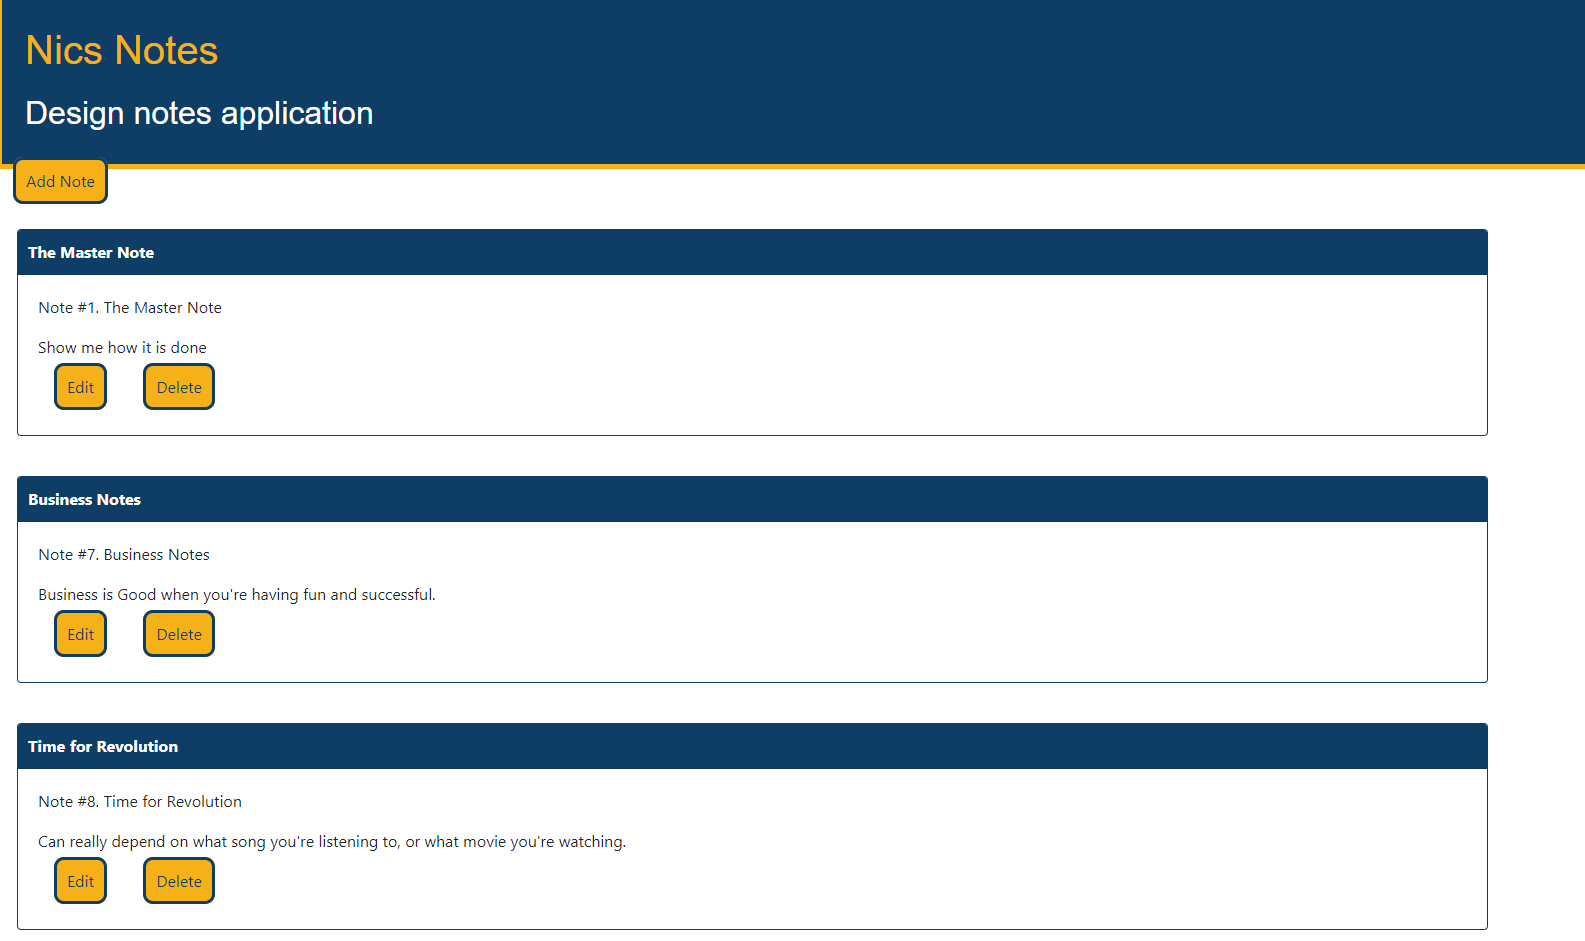 Nics Notes
Design notes application
Add Note
The Master Note
Note #1. The Master Note
Show me how it is done
Edit Delete
Business Notes
Note #7. Business Notes
Business is Good when you're having fun and successful.
Edit Delete
Time for Revolution
Note #8. Time for Revolution
Can really depend on what song you're listening to, or what movie you're watching.
Edit Delete